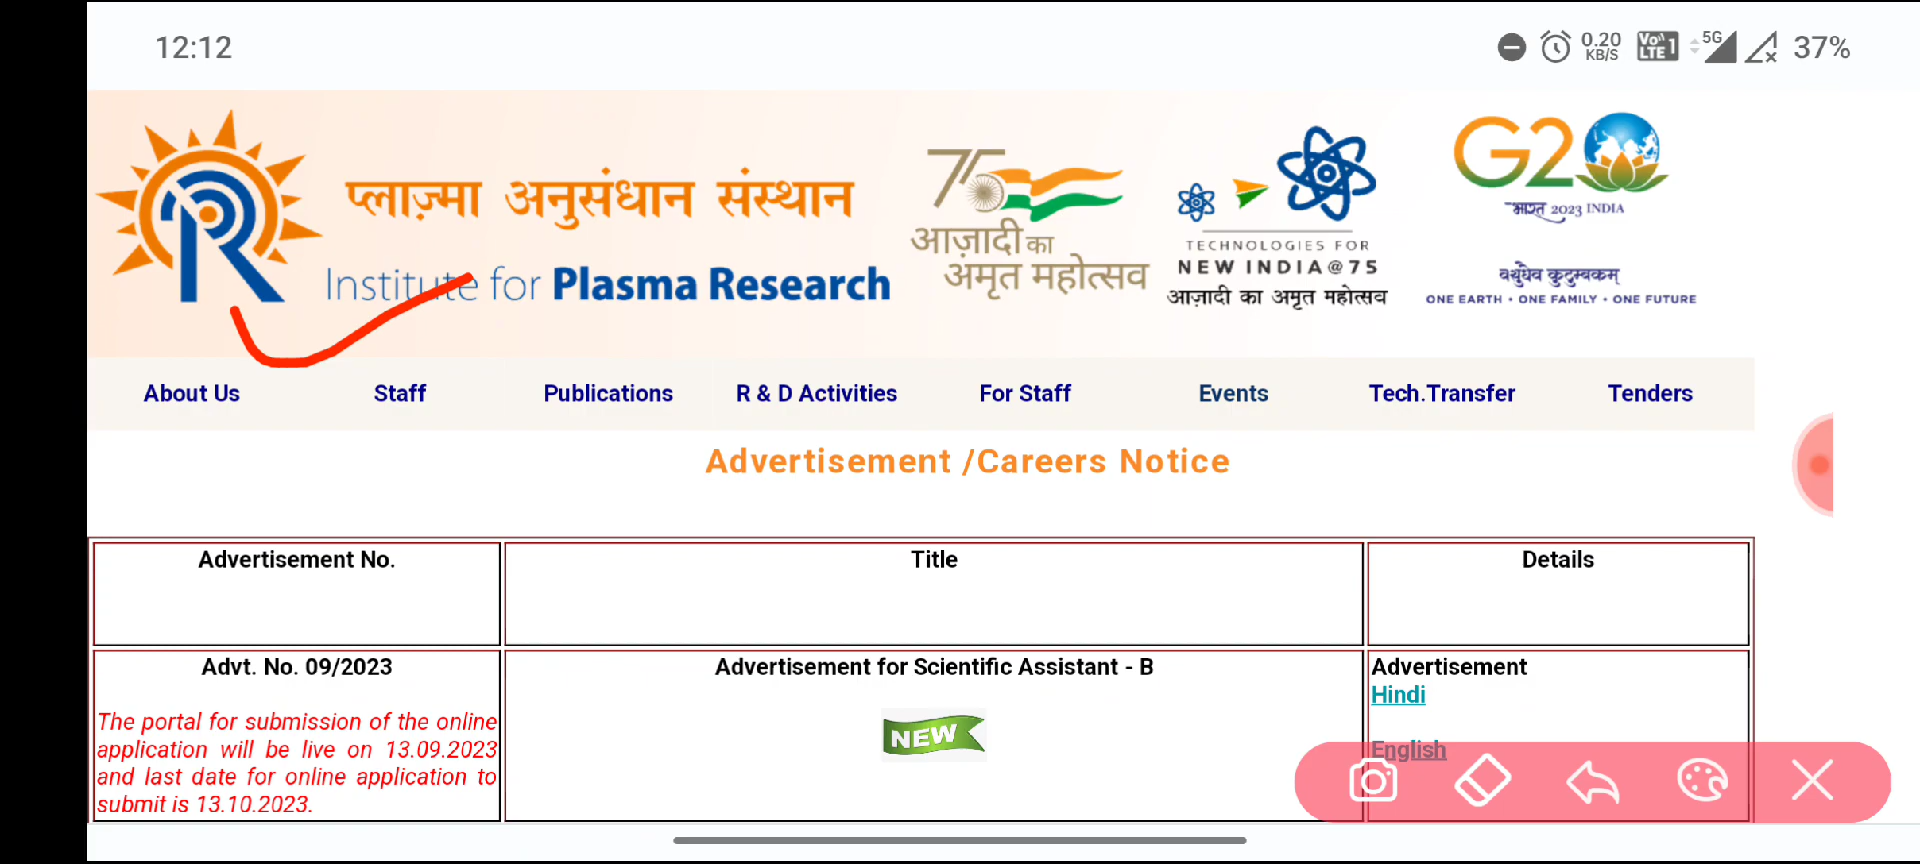 12:12
0.20
KB/S
Vo))
LTE 1
5G
37%
प्लाज़्मा अनुसंधान संस्थान
Institute for Plasma Research
75
आज़ादी का
अमृत महोत्सव
TECHNOLOGIES FOR
NEW INDIA@75
आज़ादी का अमृत महोत्सव
G20
भारत 2023 INDIA
वसुधैव कुटुम्बकम्
ONE EARTH • ONE FAMILY • ONE FUTURE
About Us
Staff
Publications
R & D Activities
For Staff
Events
Tech.Transfer
Tenders
Advertisement /Careers Notice
Advertisement No.
Title
Details
Advt. No. 09/2023
The portal for submission of the online
application will be live on 13.09.2023
and last date for online application to
submit is 13.10.2023.
Advertisement for Scientific Assistant - B
NEW
Advertisement
Hindi
English